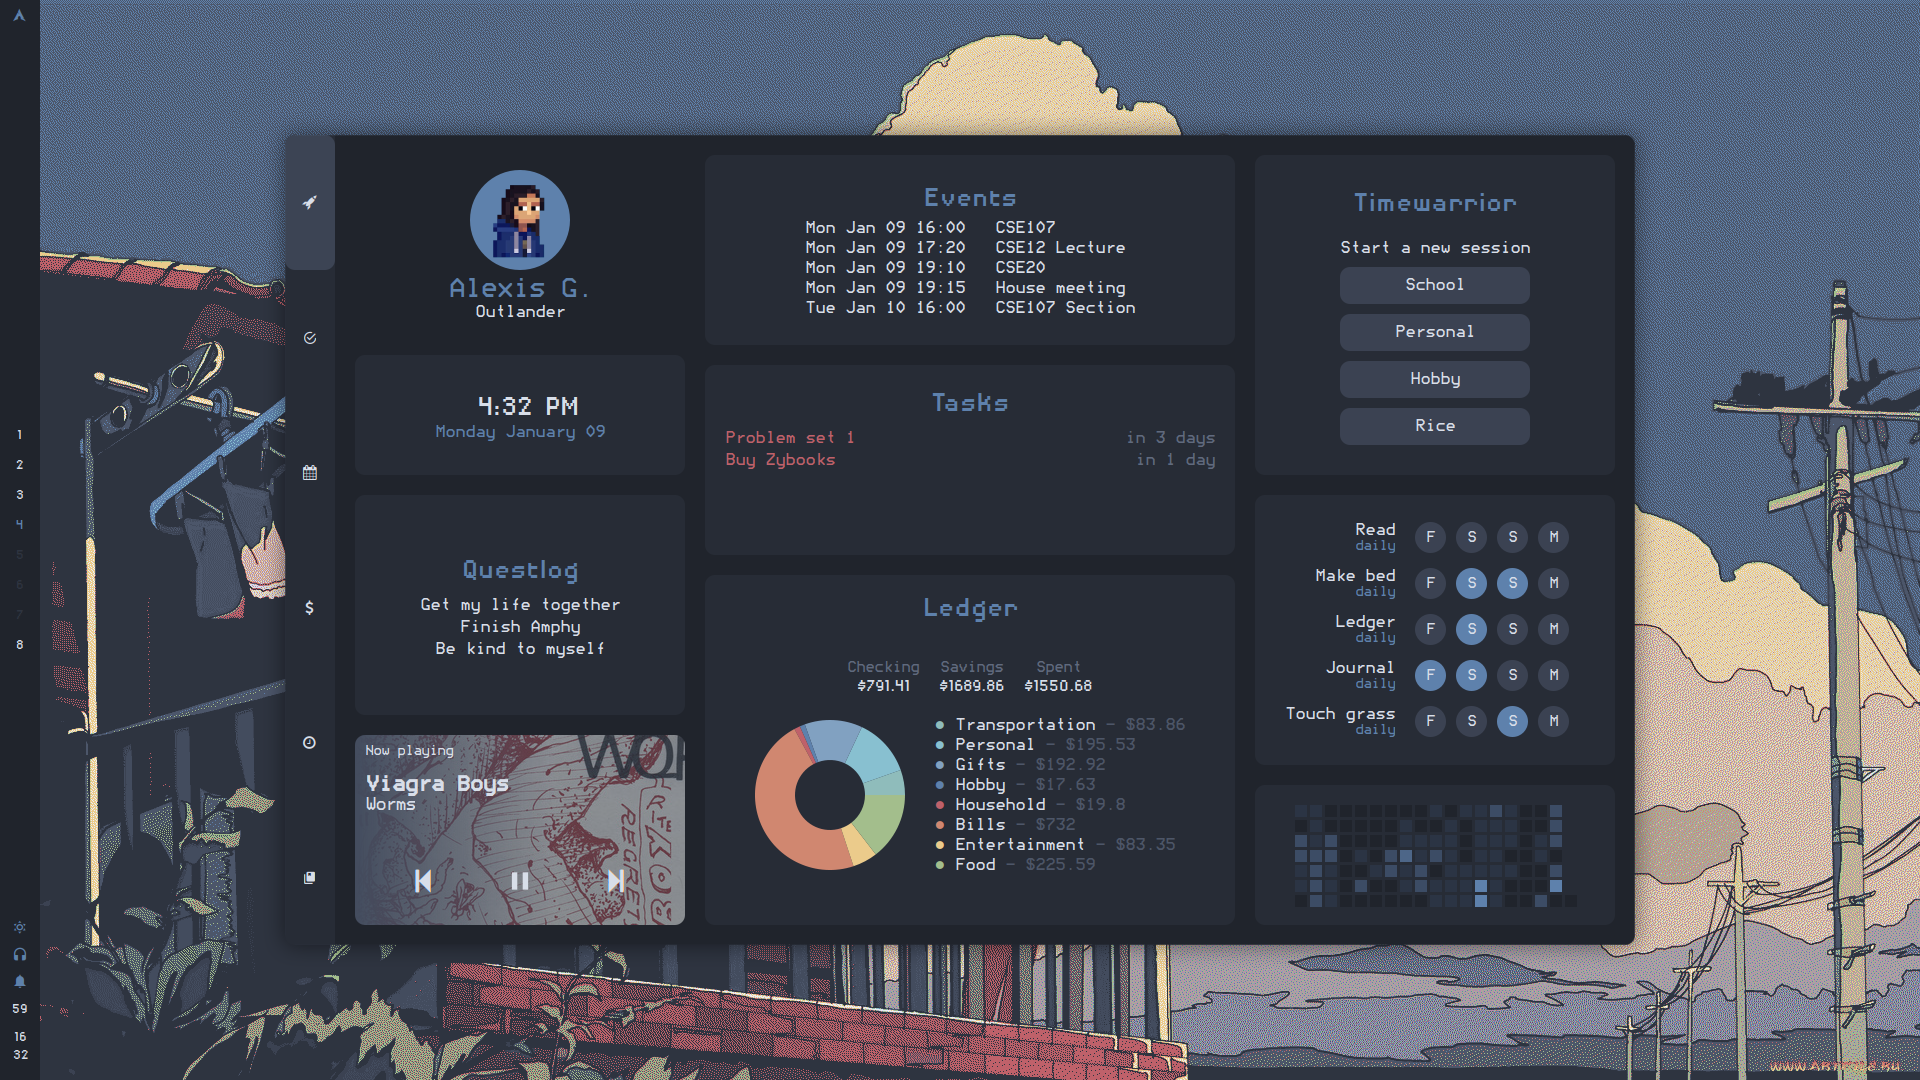 1
2
3
4
5
6
7
8
59
16
32
Alexis G.
Outlander
4:32 PM
Monday January 09
Questlog
Get my life together
Finish Amphy
Be kind to myself
Now playing
Viagra Boys
Worms
REGRET
Events
Mon Jan 09 16:00 CSE107
Mon Jan 09 17:20 CSE12 Lecture
Mon Jan 09 19:10 CSE20
Mon Jan 09 19:15 House meeting
Tue Jan 10 16:00 CSE107 Section
Tasks
Problem set 1 in 3 days
Buy Zybooks in 1 day
Ledger
Checking Savings Spent
$791.41 $1689.86 $1550.68
Transportation - $83.86
Personal - $195.53
Gifts - $192.92
Hobby - $17.63
Household - $19.8
Bills - $732
Entertainment - $83.35
Food - $225.59
Timewarrior
Start a new session
School
Personal
Hobby
Rice
Read F S S M
daily
Make bed F S S M
daily
Ledger F S S M
daily
Journal F S S M
daily
Touch grass F S S M
daily